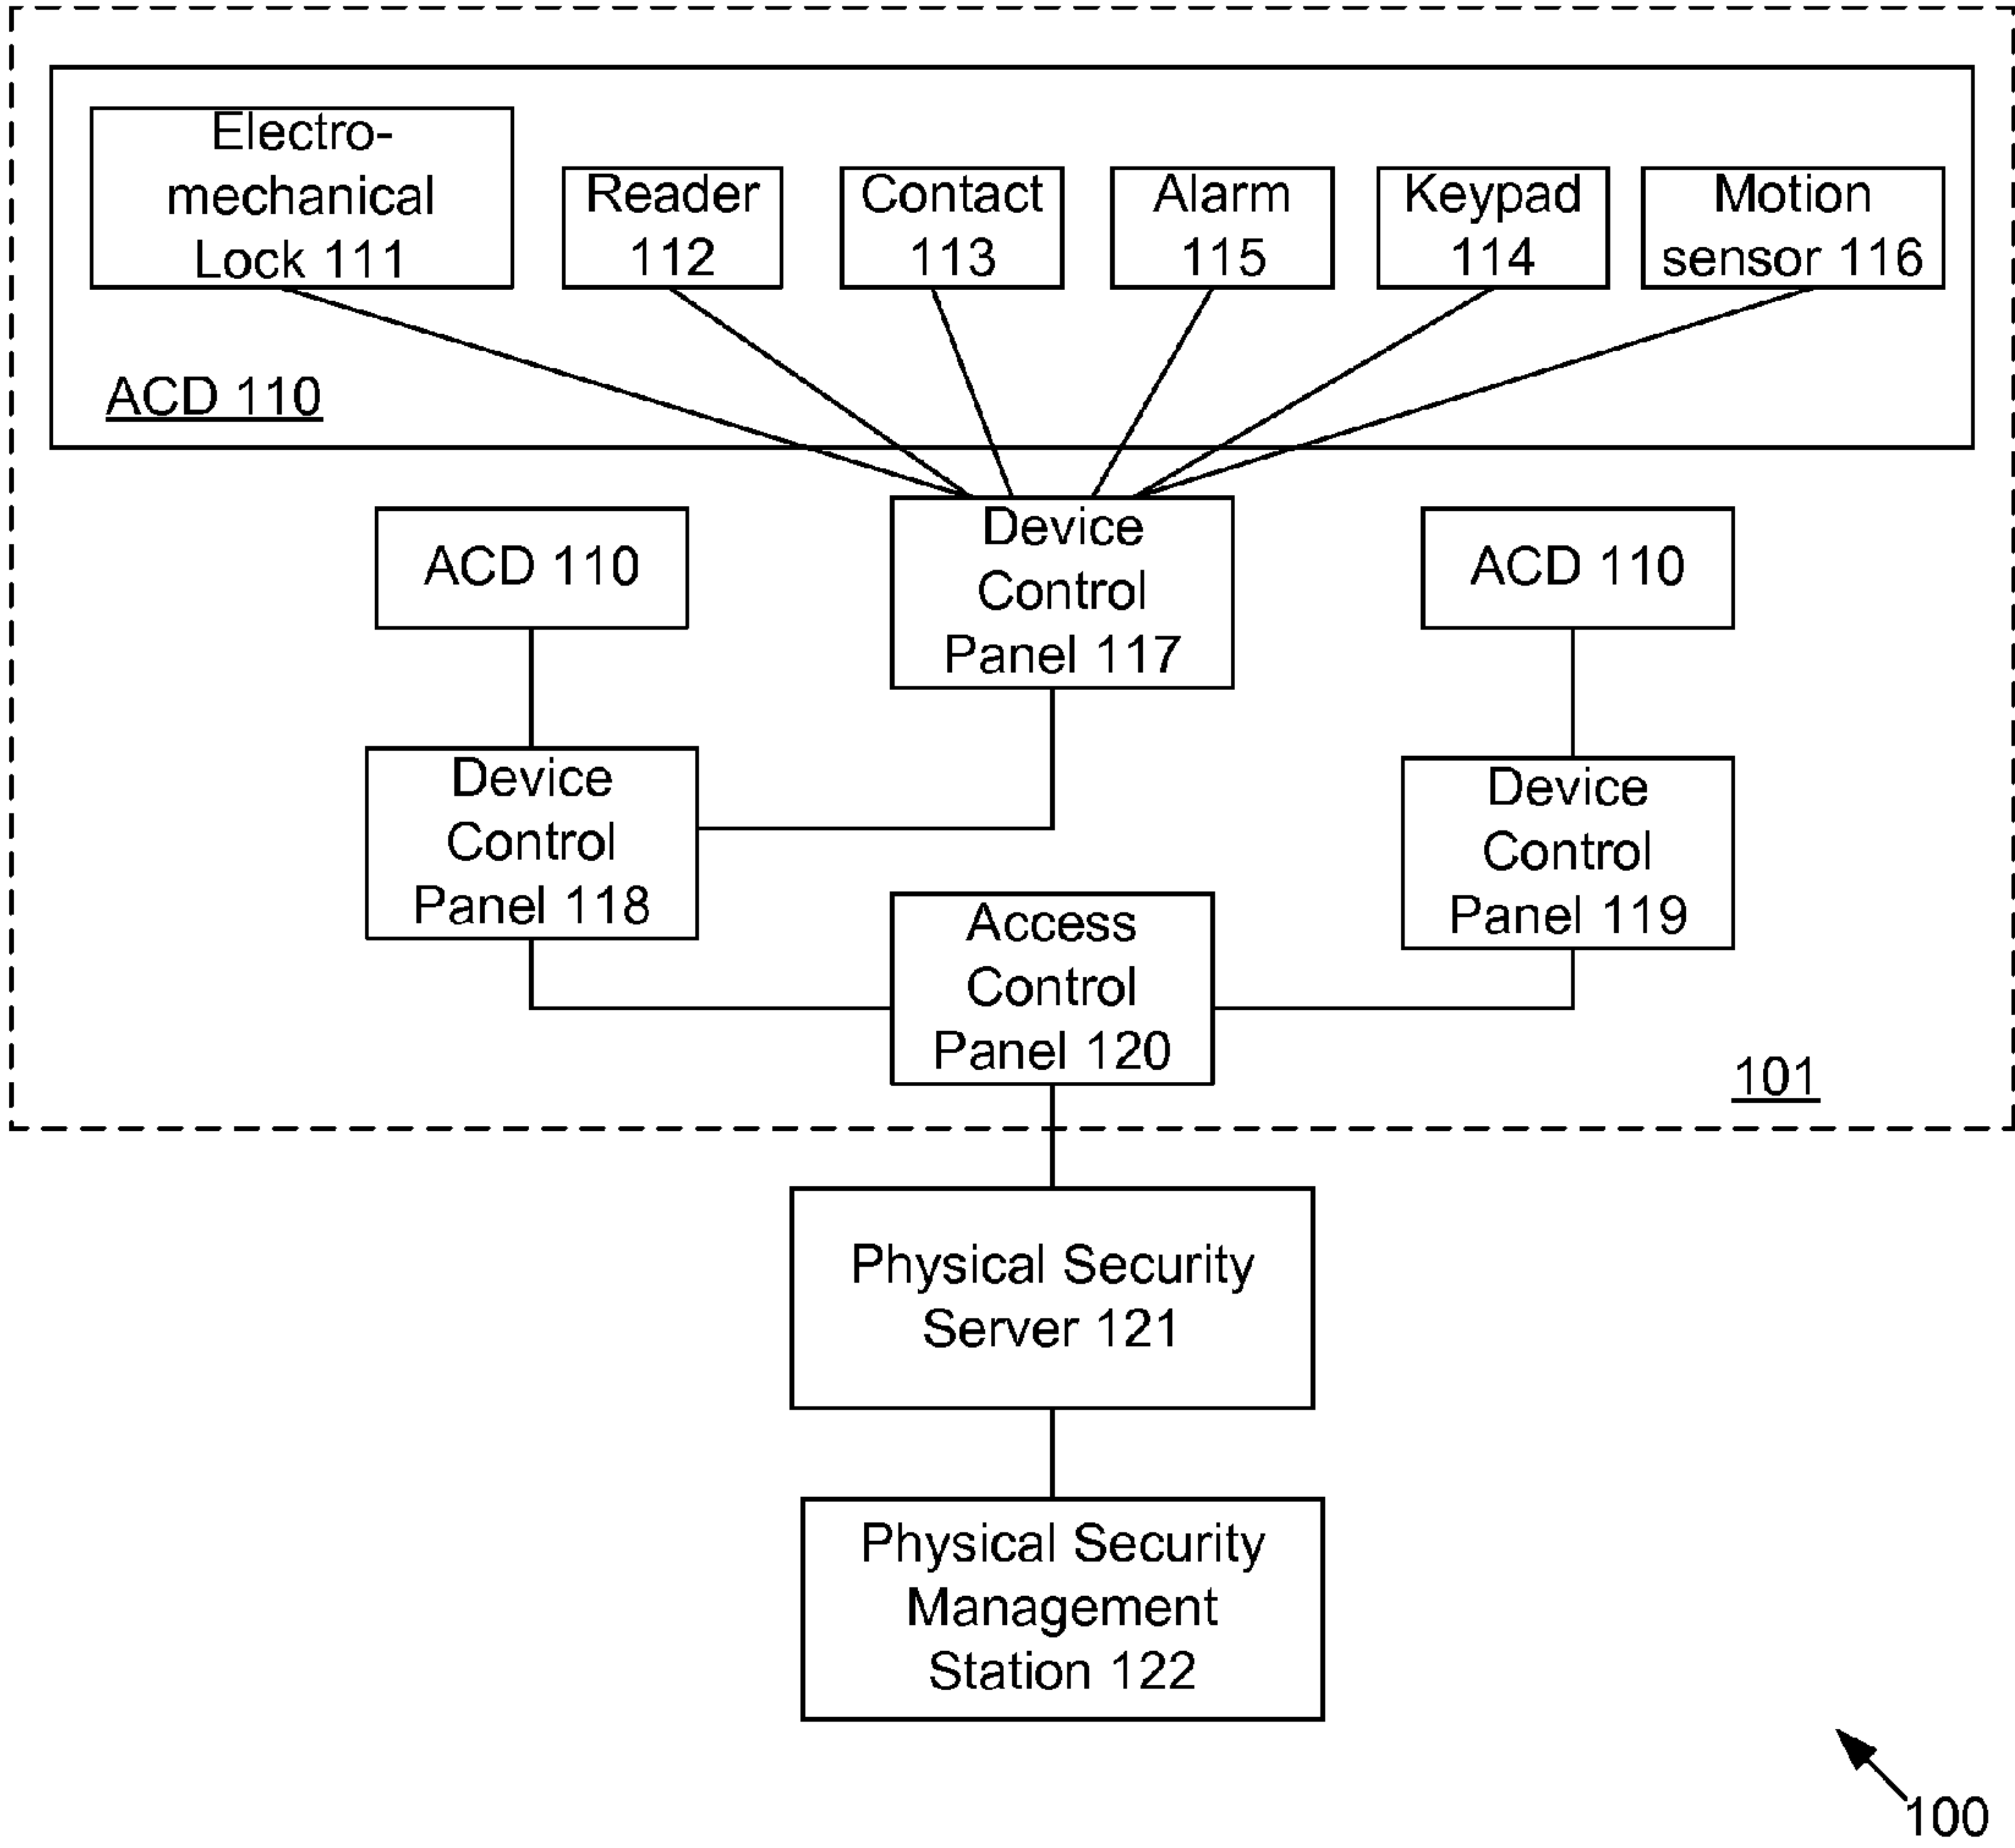 Electro-
mechanical
Lock 111
Reader
112
Contact
113
Alarm
115
Keypad
114
Motion
sensor 116
ACD 110
ACD 110
Device
Control
Panel 117
ACD 110
Device
Control
Panel 118
Device
Control
Panel 119
Access
Control
Panel 120
101
Physical Security
Server 121
Physical Security
Management
Station 122
100